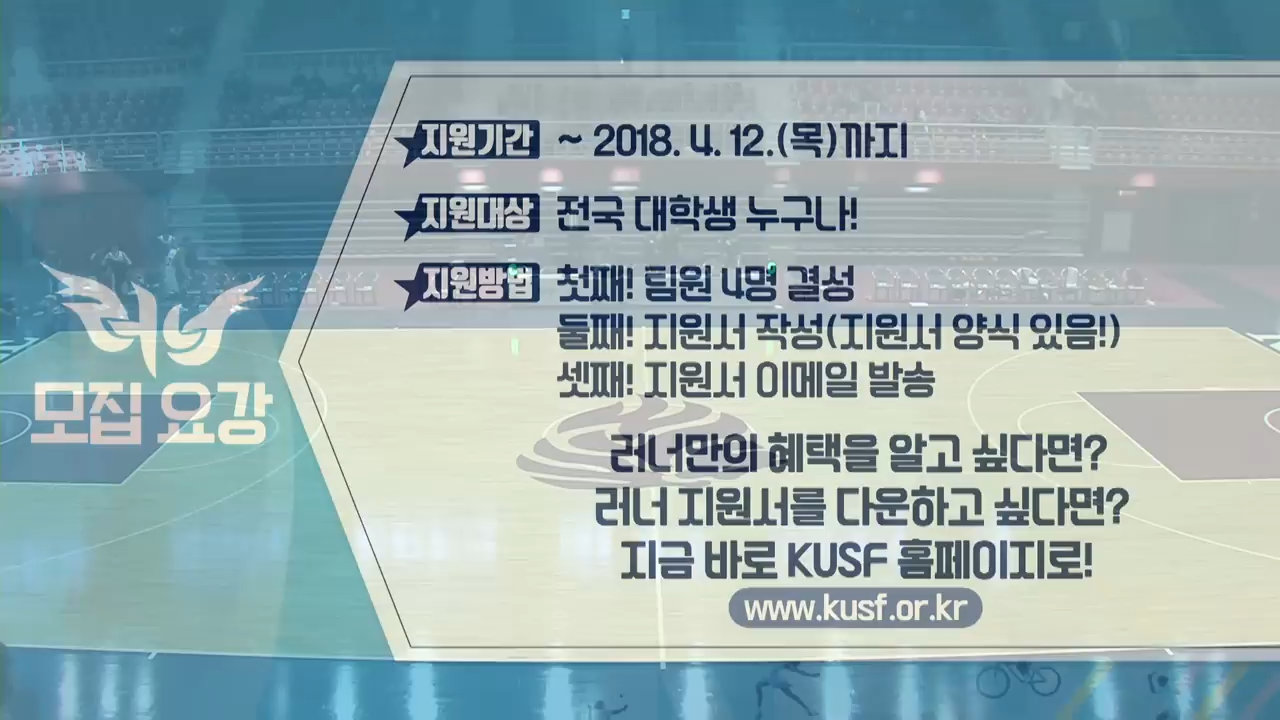 러너
모집 요강
지원기간 ~ 2018. 4. 12.(목)까지
지원대상 전국 대학생 누구나!
지원방법 첫째! 팀원 4명 결성
둘째! 지원서 작성(지원서 양식 있음!)
셋째! 지원서 이메일 발송
러너만의 혜택을 알고 싶다면?
러너 지원서를 다운하고 싶다면?
지금 바로 KUSF 홈페이지로!
www.kusf.or.kr